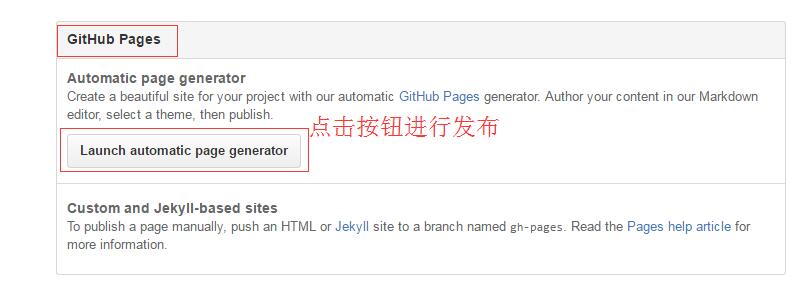 GitHub Pages
Automatic page generator
Create a beautiful site for your project with our automatic GitHub Pages generator. Author your content in our Markdown
editor, select a theme, then publish.
点击按钮进行发布
Launch automatic page generator
Custom and Jekyll-based sites
To publish a page manually, push an HTML or Jekyll site to a branch named gh-pages. Read the Pages help article for
more information.